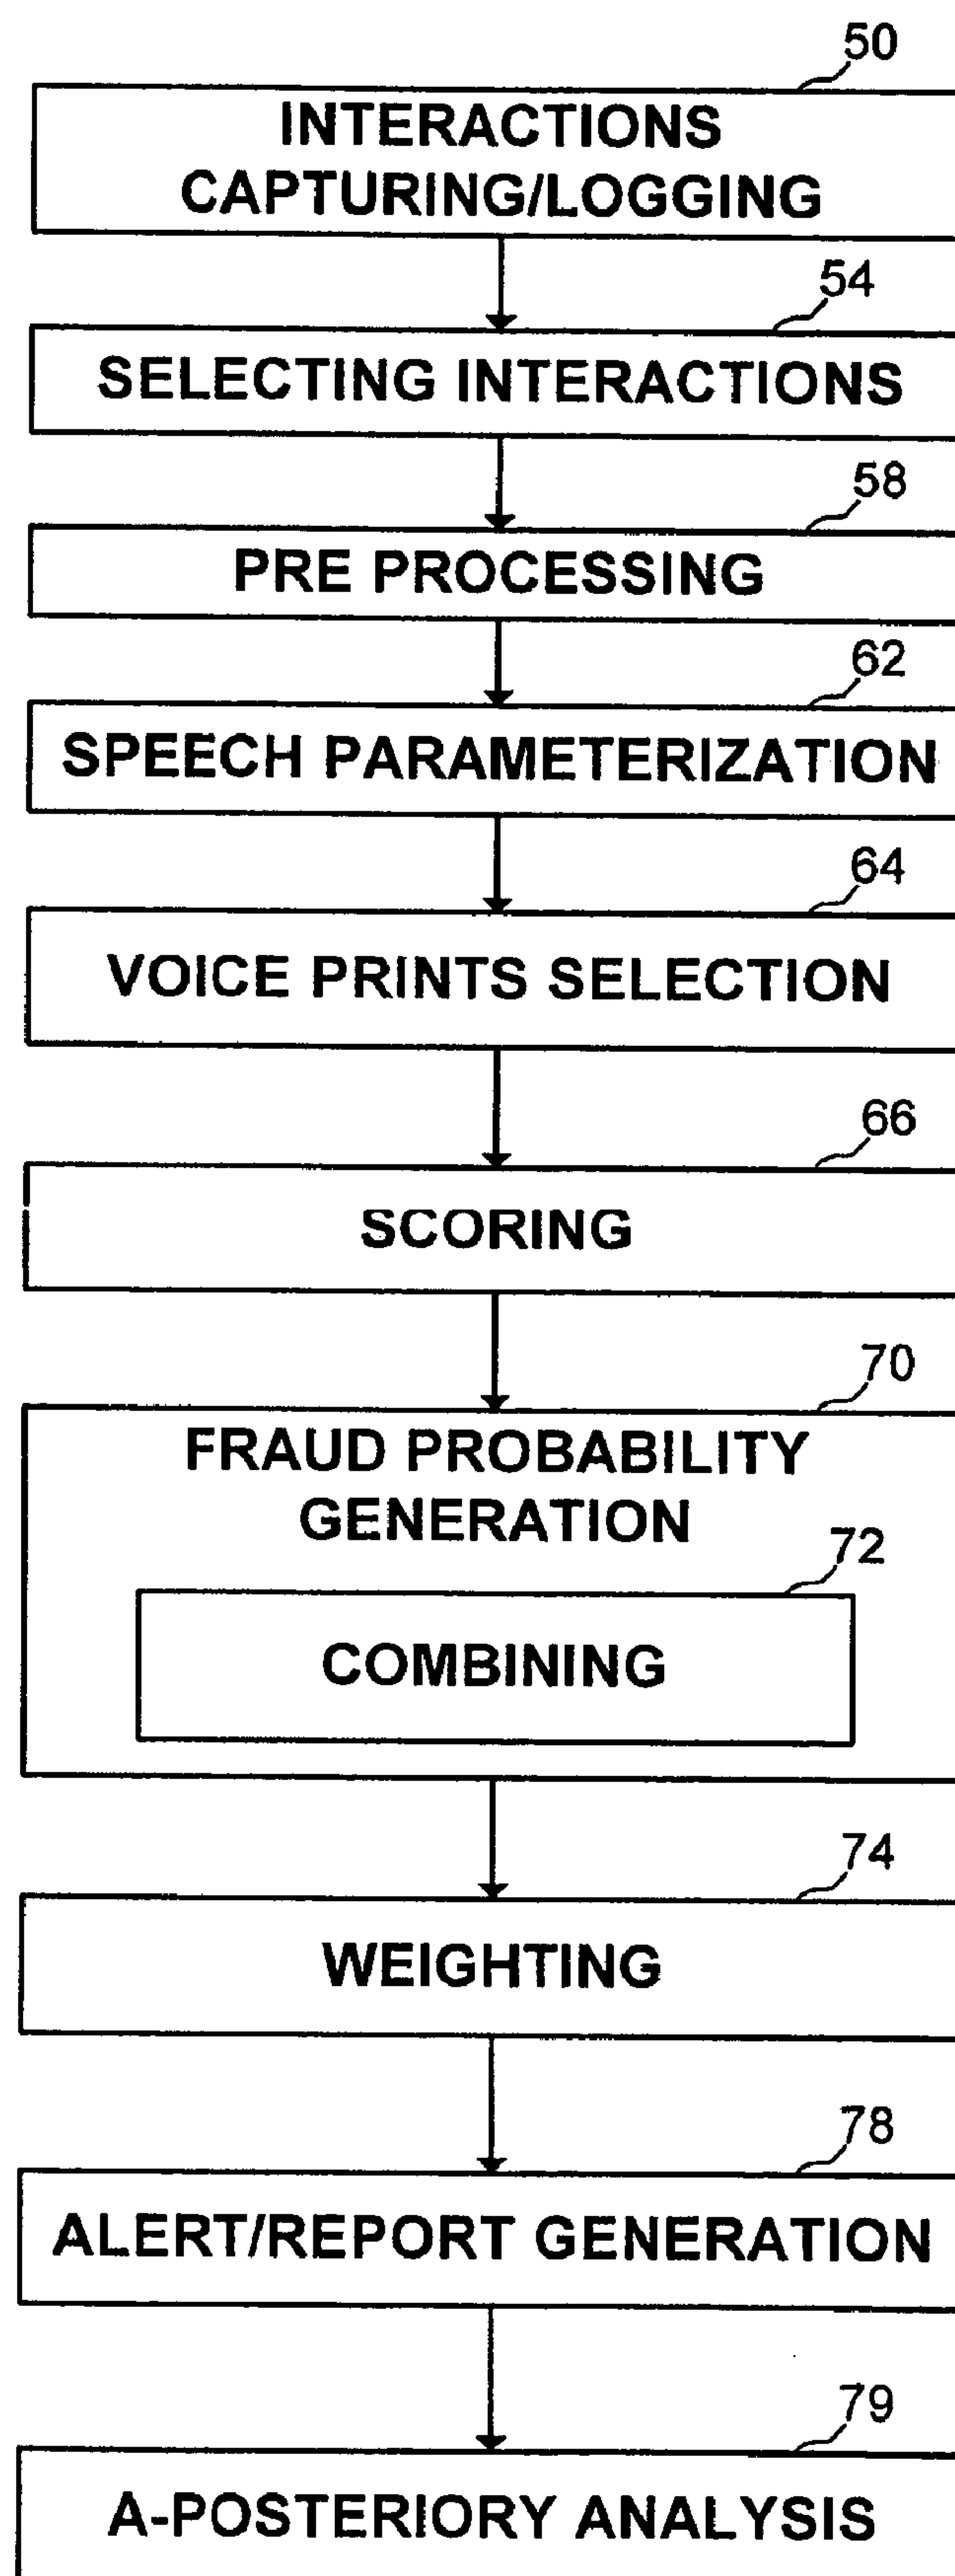 50
INTERACTIONS
CAPTURING/LOGGING
54
SELECTING INTERACTIONS
58
PRE PROCESSING
62
SPEECH PARAMETERIZATION
64
VOICE PRINTS SELECTION
66
SCORING
70
FRAUD PROBABILITY
GENERATION
72
COMBINING
74
WEIGHTING
78
ALERT/REPORT GENERATION
79
A-POSTERIORY ANALYSIS